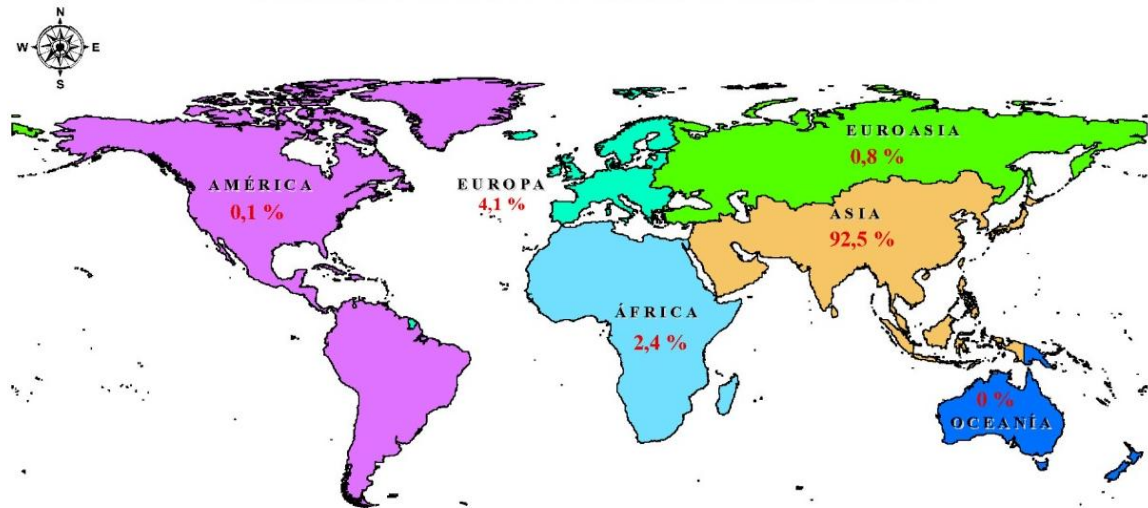 N
W E
S
EUROASIA
0,8 %
AMÉRICA
0,1 %
EUROPA
4,1 %
ASIA
92,5 %
ÁFRICA
2,4 %
0 %
OCEANÍA